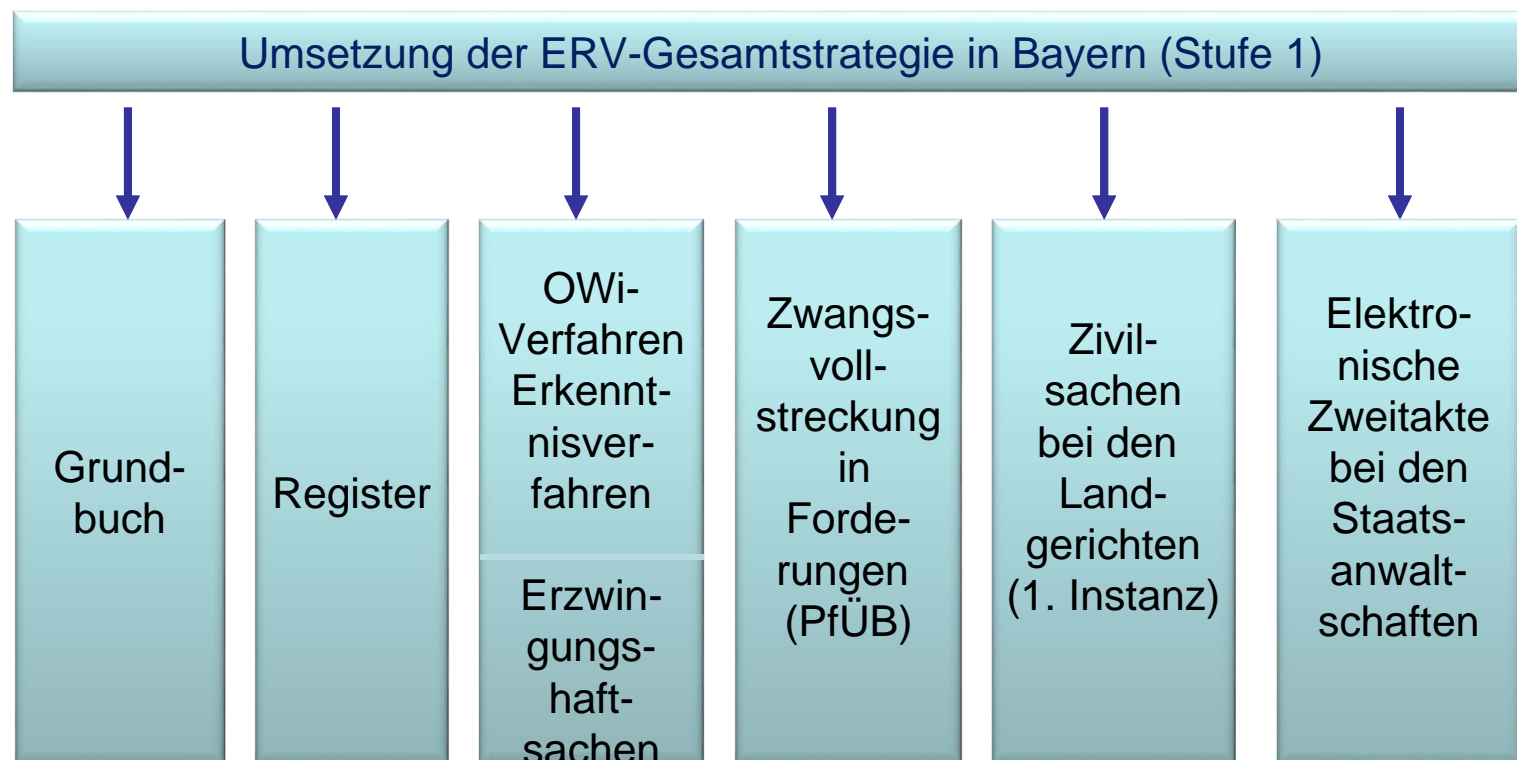 Umsetzung der ERV-Gesamtstrategie in Bayern (Stufe 1)
Grund-
buch
Register
OWi-
Verfahren
Erkennt-
nisver-
fahren
Erzwin-
gungs-
haft-
sachen
Zwangs-
voll-
streckung
in
Forde-
rungen
(PfÜB)
Zivil-
sachen
bei den
Land-
gerichten
(1. Instanz)
Elektro-
nische
Zweitakte
bei den
Staats-
anwalt-
schaften